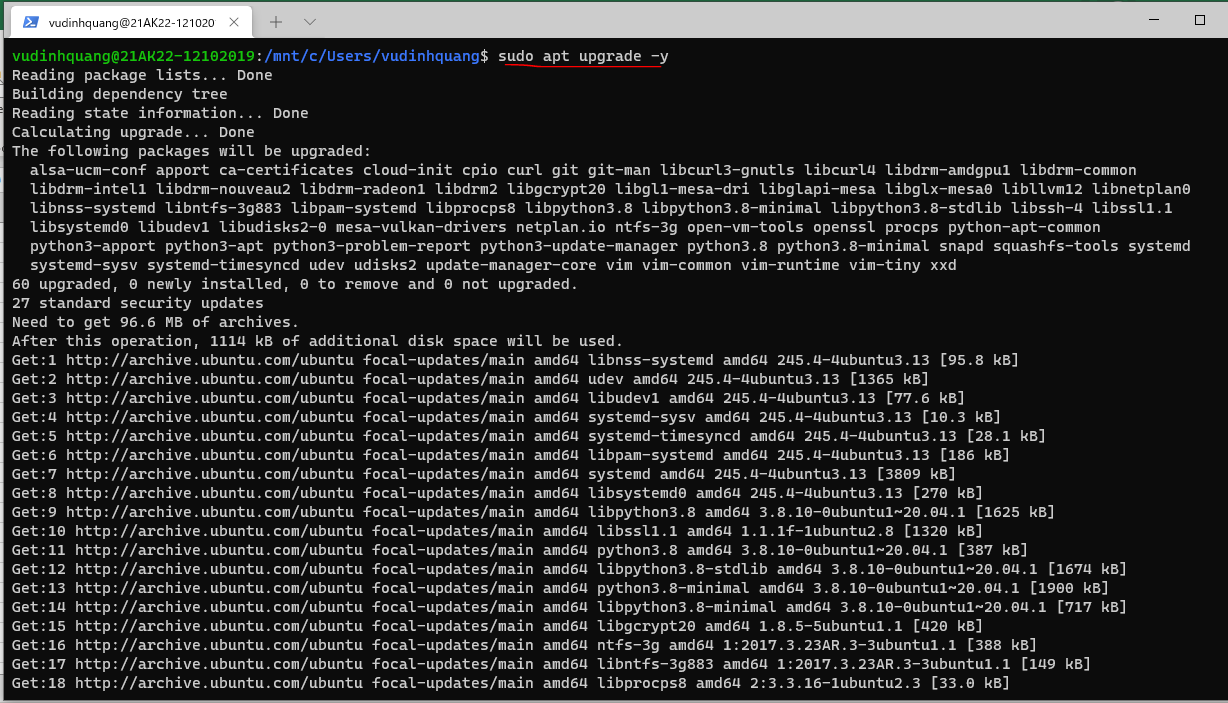 vudinhquang@21AK22-121020
vudinhquang@21AK22-12102019:/mnt/c/Users/vudinhquang$ sudo apt upgrade -y
Reading package lists... Done
Building dependency tree
Reading state information... Done
Calculating upgrade... Done
The following packages will be upgraded:
  alsa-ucm-conf apport ca-certificates cloud-init cpio curl git git-man libcurl3-gnutls libcurl4 libdrm-amdgpu1 libdrm-common
  libdrm-intel1 libdrm-nouveau2 libdrm-radeon1 libdrm2 libgcrypt20 libgl1-mesa-dri libglapi-mesa libglx-mesa0 libllvm12 libnetplan0
  libnss-systemd libntfs-3g883 libpam-systemd libprocps8 libpython3.8 libpython3.8-minimal libpython3.8-stdlib libssh-4 libssl1.1
  libsystemd0 libudev1 libudisks2-0 mesa-vulkan-drivers netplan.io ntfs-3g open-vm-tools openssl procps python-apt-common
  python3-apport python3-apt python3-problem-report python3-update-manager python3.8 python3.8-minimal snapd squashfs-tools systemd
  systemd-sysv systemd-timesyncd udev udisks2 update-manager-core vim vim-common vim-runtime vim-tiny xxd
60 upgraded, 0 newly installed, 0 to remove and 0 not upgraded.
27 standard security updates
Need to get 96.6 MB of archives.
After this operation, 1114 kB of additional disk space will be used.
Get:1 http://archive.ubuntu.com/ubuntu focal-updates/main amd64 libnss-systemd amd64 245.4-4ubuntu3.13 [95.8 kB]
Get:2 http://archive.ubuntu.com/ubuntu focal-updates/main amd64 udev amd64 245.4-4ubuntu3.13 [1365 kB]
Get:3 http://archive.ubuntu.com/ubuntu focal-updates/main amd64 libudev1 amd64 245.4-4ubuntu3.13 [77.6 kB]
Get:4 http://archive.ubuntu.com/ubuntu focal-updates/main amd64 systemd-sysv amd64 245.4-4ubuntu3.13 [10.3 kB]
Get:5 http://archive.ubuntu.com/ubuntu focal-updates/main amd64 systemd-timesyncd amd64 245.4-4ubuntu3.13 [28.1 kB]
Get:6 http://archive.ubuntu.com/ubuntu focal-updates/main amd64 libpam-systemd amd64 245.4-4ubuntu3.13 [186 kB]
Get:7 http://archive.ubuntu.com/ubuntu focal-updates/main amd64 systemd amd64 245.4-4ubuntu3.13 [3809 kB]
Get:8 http://archive.ubuntu.com/ubuntu focal-updates/main amd64 libsystemd0 amd64 245.4-4ubuntu3.13 [270 kB]
Get:9 http://archive.ubuntu.com/ubuntu focal-updates/main amd64 libpython3.8 amd64 3.8.10-0ubuntu1~20.04.1 [1625 kB]
Get:10 http://archive.ubuntu.com/ubuntu focal-updates/main amd64 libssl1.1 amd64 1.1.1f-1ubuntu2.8 [1320 kB]
Get:11 http://archive.ubuntu.com/ubuntu focal-updates/main amd64 python3.8 amd64 3.8.10-0ubuntu1~20.04.1 [387 kB]
Get:12 http://archive.ubuntu.com/ubuntu focal-updates/main amd64 libpython3.8-stdlib amd64 3.8.10-0ubuntu1~20.04.1 [1674 kB]
Get:13 http://archive.ubuntu.com/ubuntu focal-updates/main amd64 python3.8-minimal amd64 3.8.10-0ubuntu1~20.04.1 [1900 kB]
Get:14 http://archive.ubuntu.com/ubuntu focal-updates/main amd64 libpython3.8-minimal amd64 3.8.10-0ubuntu1~20.04.1 [717 kB]
Get:15 http://archive.ubuntu.com/ubuntu focal-updates/main amd64 libgcrypt20 amd64 1.8.5-5ubuntu1.1 [420 kB]
Get:16 http://archive.ubuntu.com/ubuntu focal-updates/main amd64 ntfs-3g amd64 1:2017.3.23AR.3-3ubuntu1.1 [388 kB]
Get:17 http://archive.ubuntu.com/ubuntu focal-updates/main amd64 libntfs-3g883 amd64 1:2017.3.23AR.3-3ubuntu1.1 [149 kB]
Get:18 http://archive.ubuntu.com/ubuntu focal-updates/main amd64 libprocps8 amd64 2:3.3.16-1ubuntu2.3 [33.0 kB]